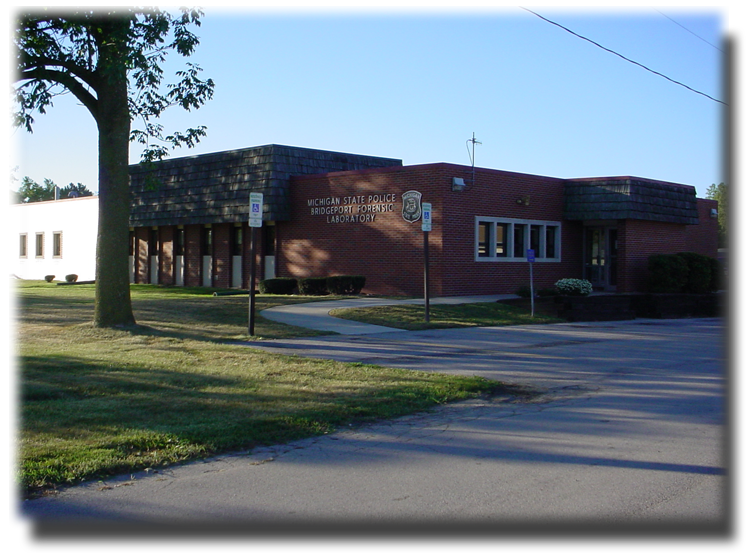 MICHIGAN STATE POLICE
BRIDGEPORT FORENSIC
LABORATORY